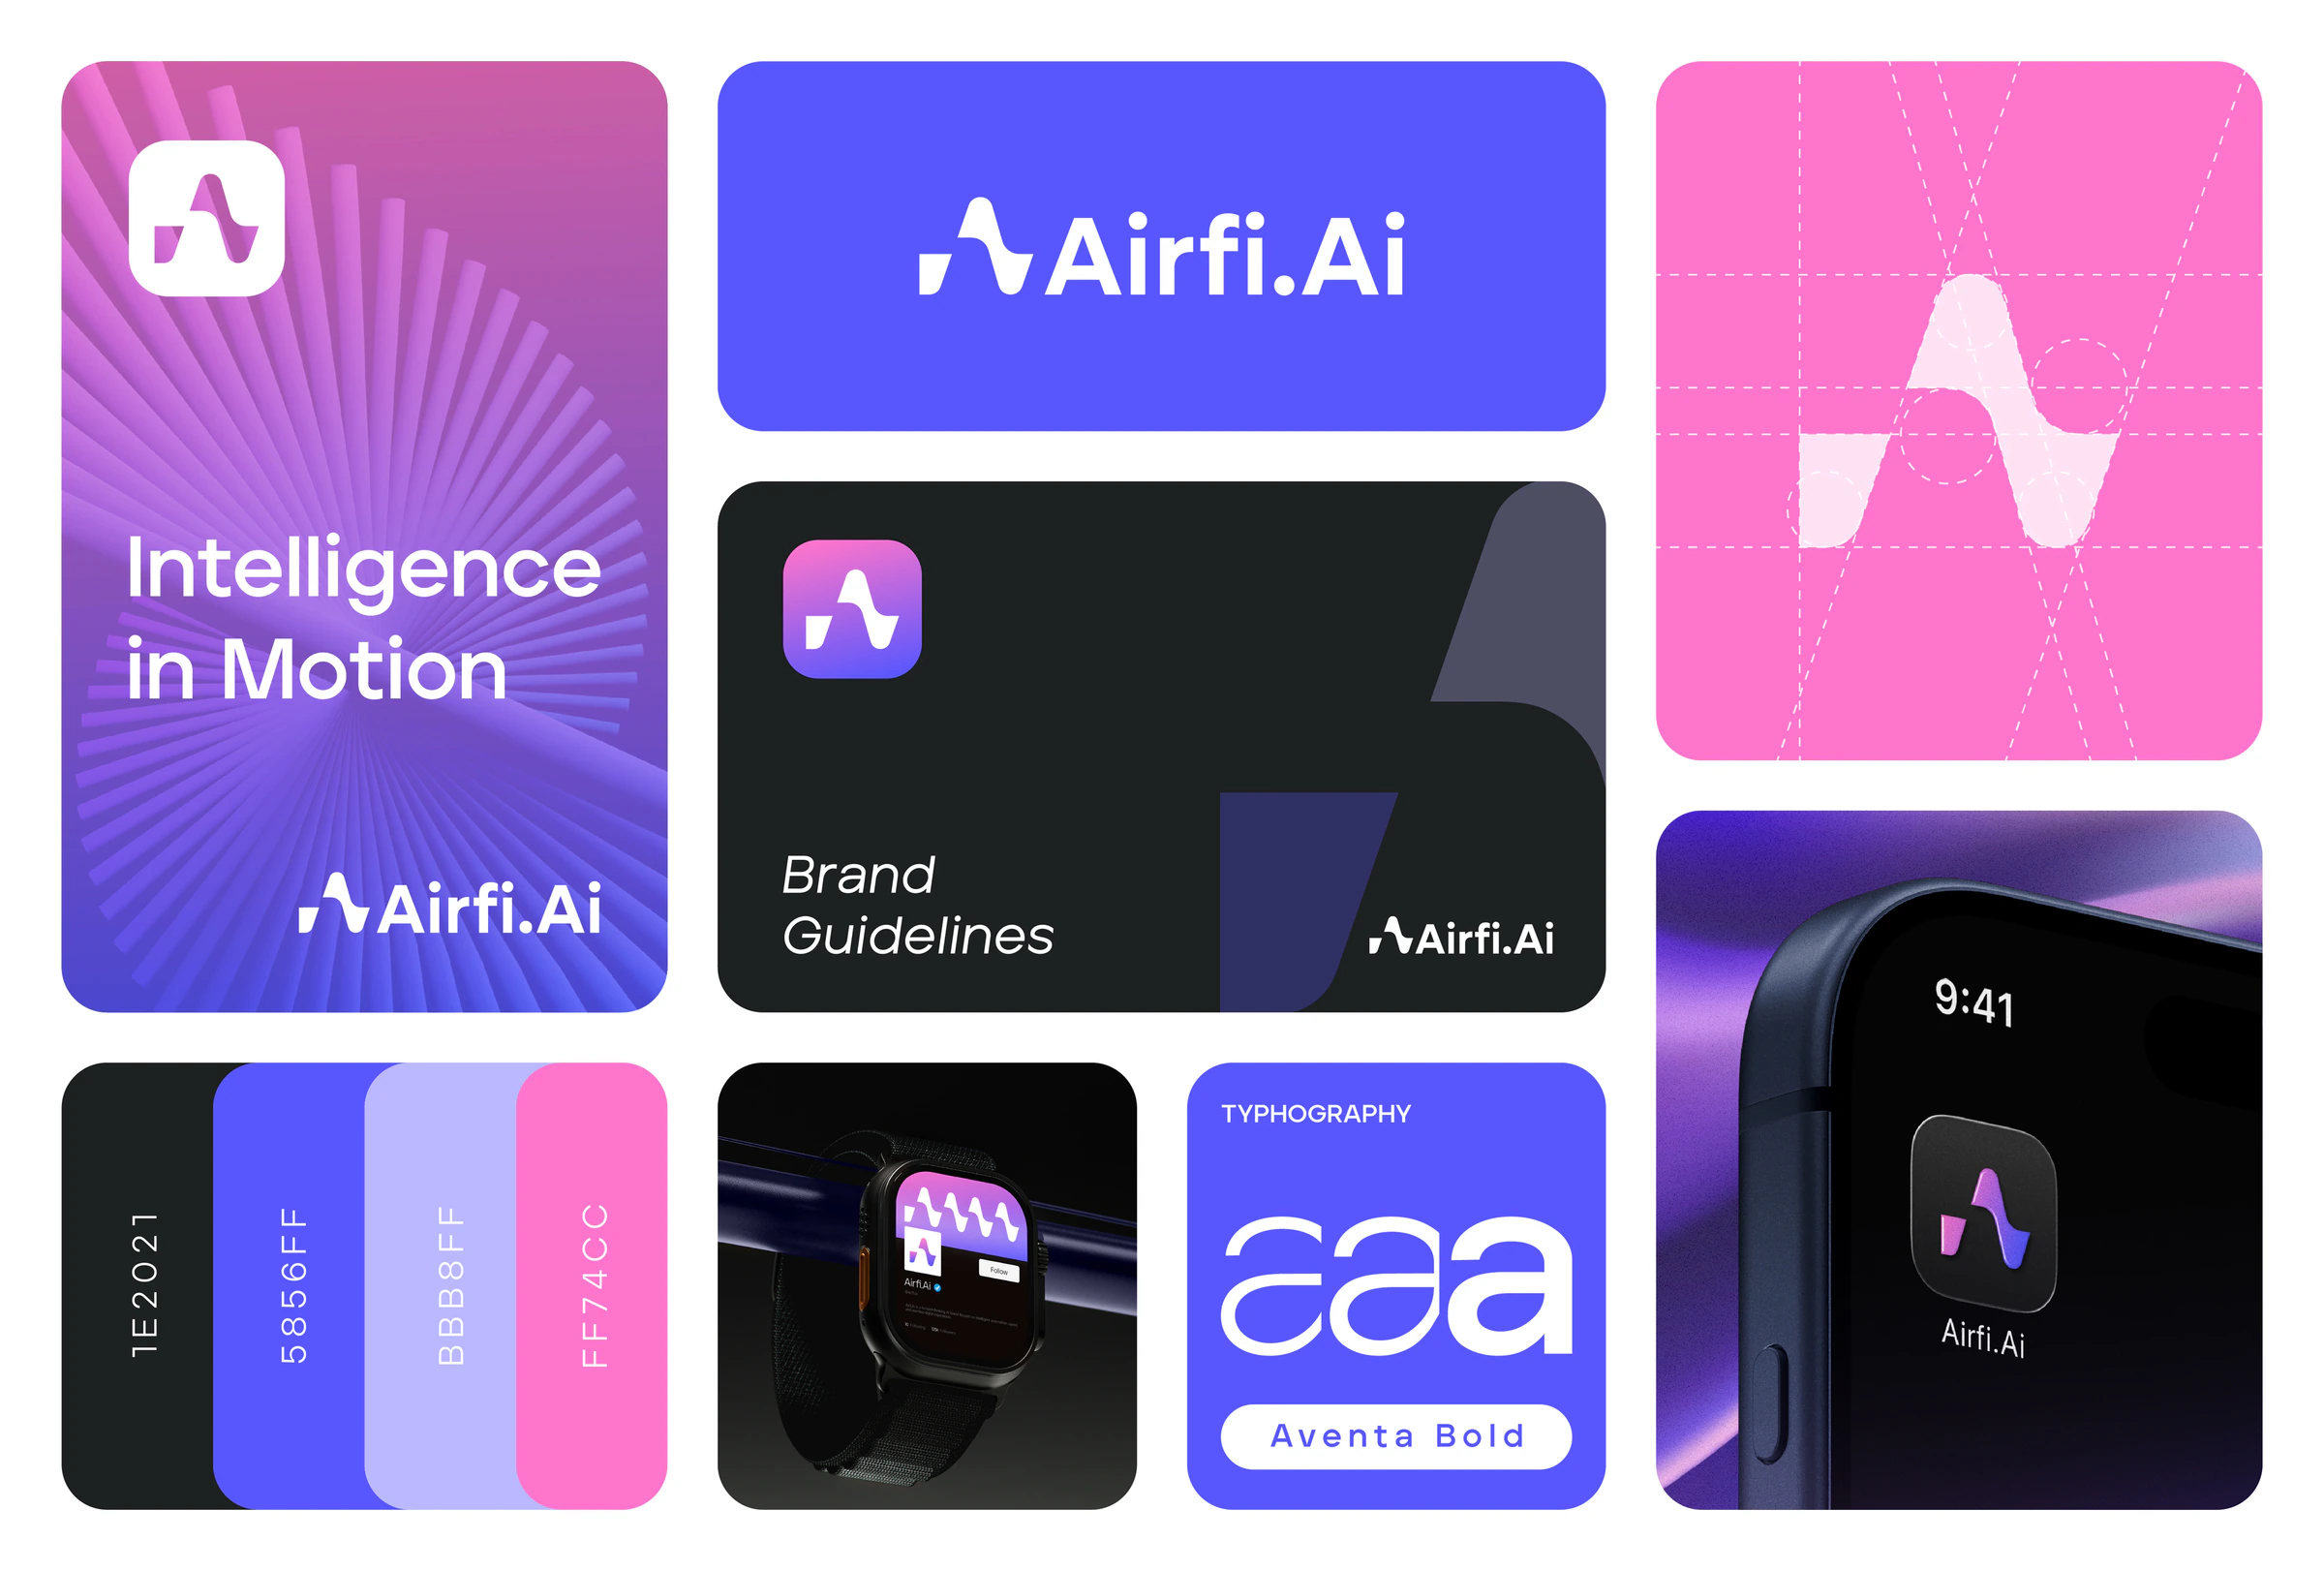 Intelligence
in Motion
Airfi.Ai
Airfi.Ai
Brand
Guidelines
Airfi.Ai
1E2021
5856FF
BBB8FF
FF74CC
Airfi.Ai
Follow
TYPHOGRAPHY
aaa
Aventa Bold
9:41
Airfi.Ai